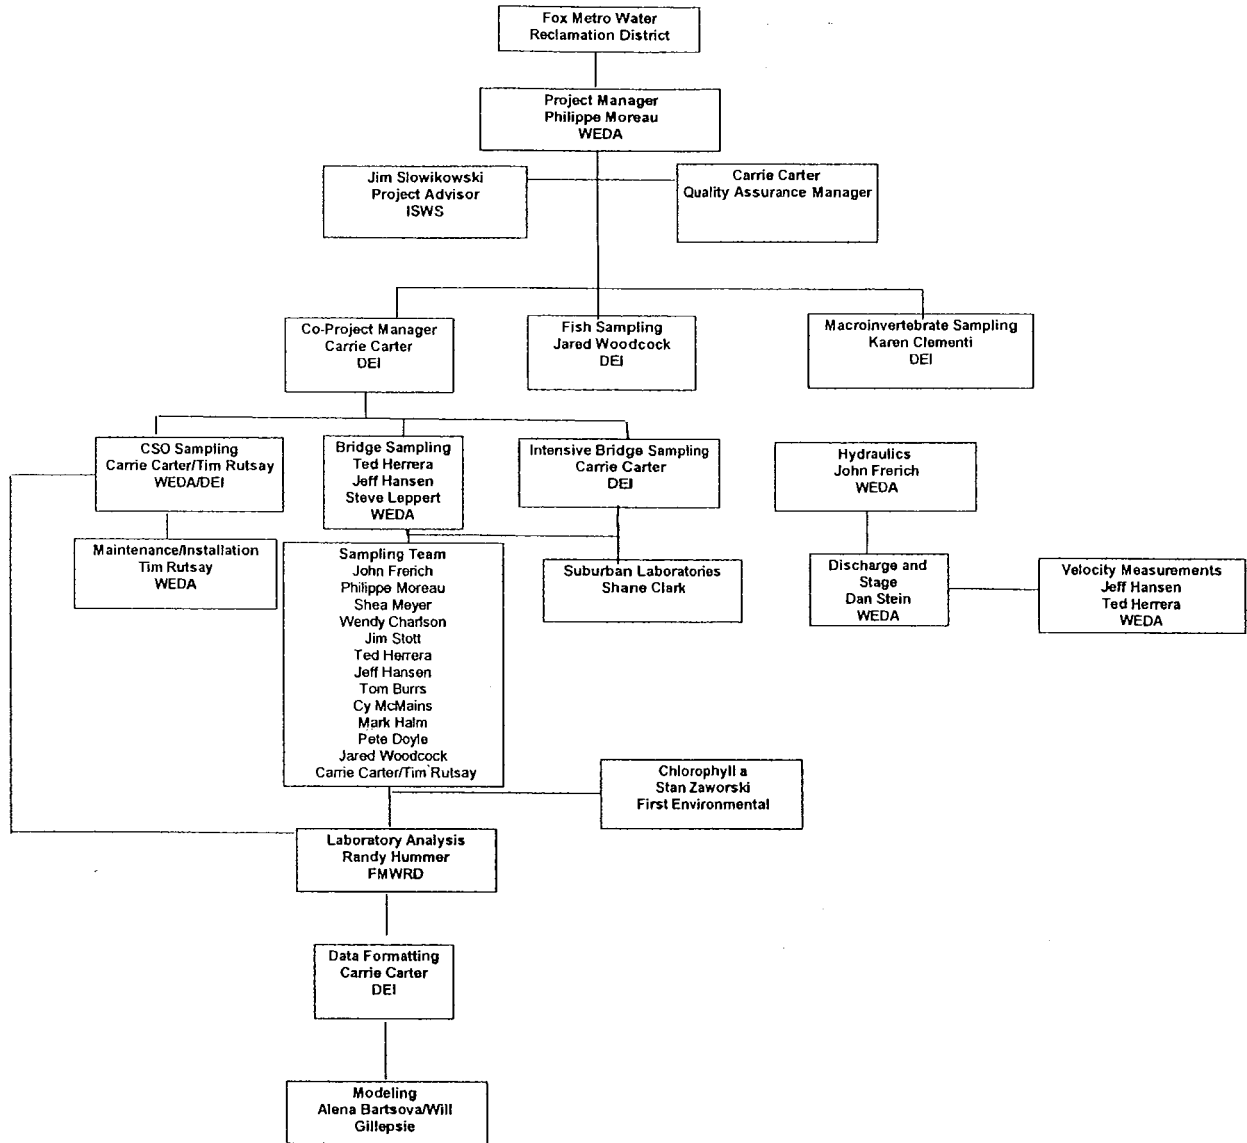 Fox Metro Water
Reclamation District
Project Manager
Philippe Moreau
WEDA
Jim Slowikowski
Project Advisor
ISWS
Carrie Carter
Quality Assurance Manager
Co-Project Manager
Carrie Carter
DEI
Fish Sampling
Jared Woodcock
DEI
Macroinvertebrate Sampling
Karen Clementi
DEI
CSO Sampling
Carrie Carter/Tim Rutsay
WEDA/DEI
Bridge Sampling
Ted Herrera
Jeff Hansen
Steve Leppert
WEDA
Intensive Bridge Sampling
Carrie Carter
DEI
Hydraulics
John Frerich
WEDA
Maintenance/Installation
Tim Rutsay
WEDA
Sampling Team
John Frerich
Philippe Moreau
Shea Meyer
Wendy Charlson
Jim Stott
Ted Herrera
Jeff Hansen
Tom Burrs
Cy McMains
Mark Halm
Pete Doyle
Jared Woodcock
Carrie Carter/Tim Rutsay
Suburban Laboratories
Shane Clark
Discharge and
Stage
Dan Stein
WEDA
Velocity Measurements
Jeff Hansen
Ted Herrera
WEDA
Chlorophyll a
Stan Zaworski
First Environmental
Laboratory Analysis
Randy Hummer
FMWRD
Data Formatting
Carrie Carter
DEI
Modeling
Alena Bartsova/Will
Gillepsie